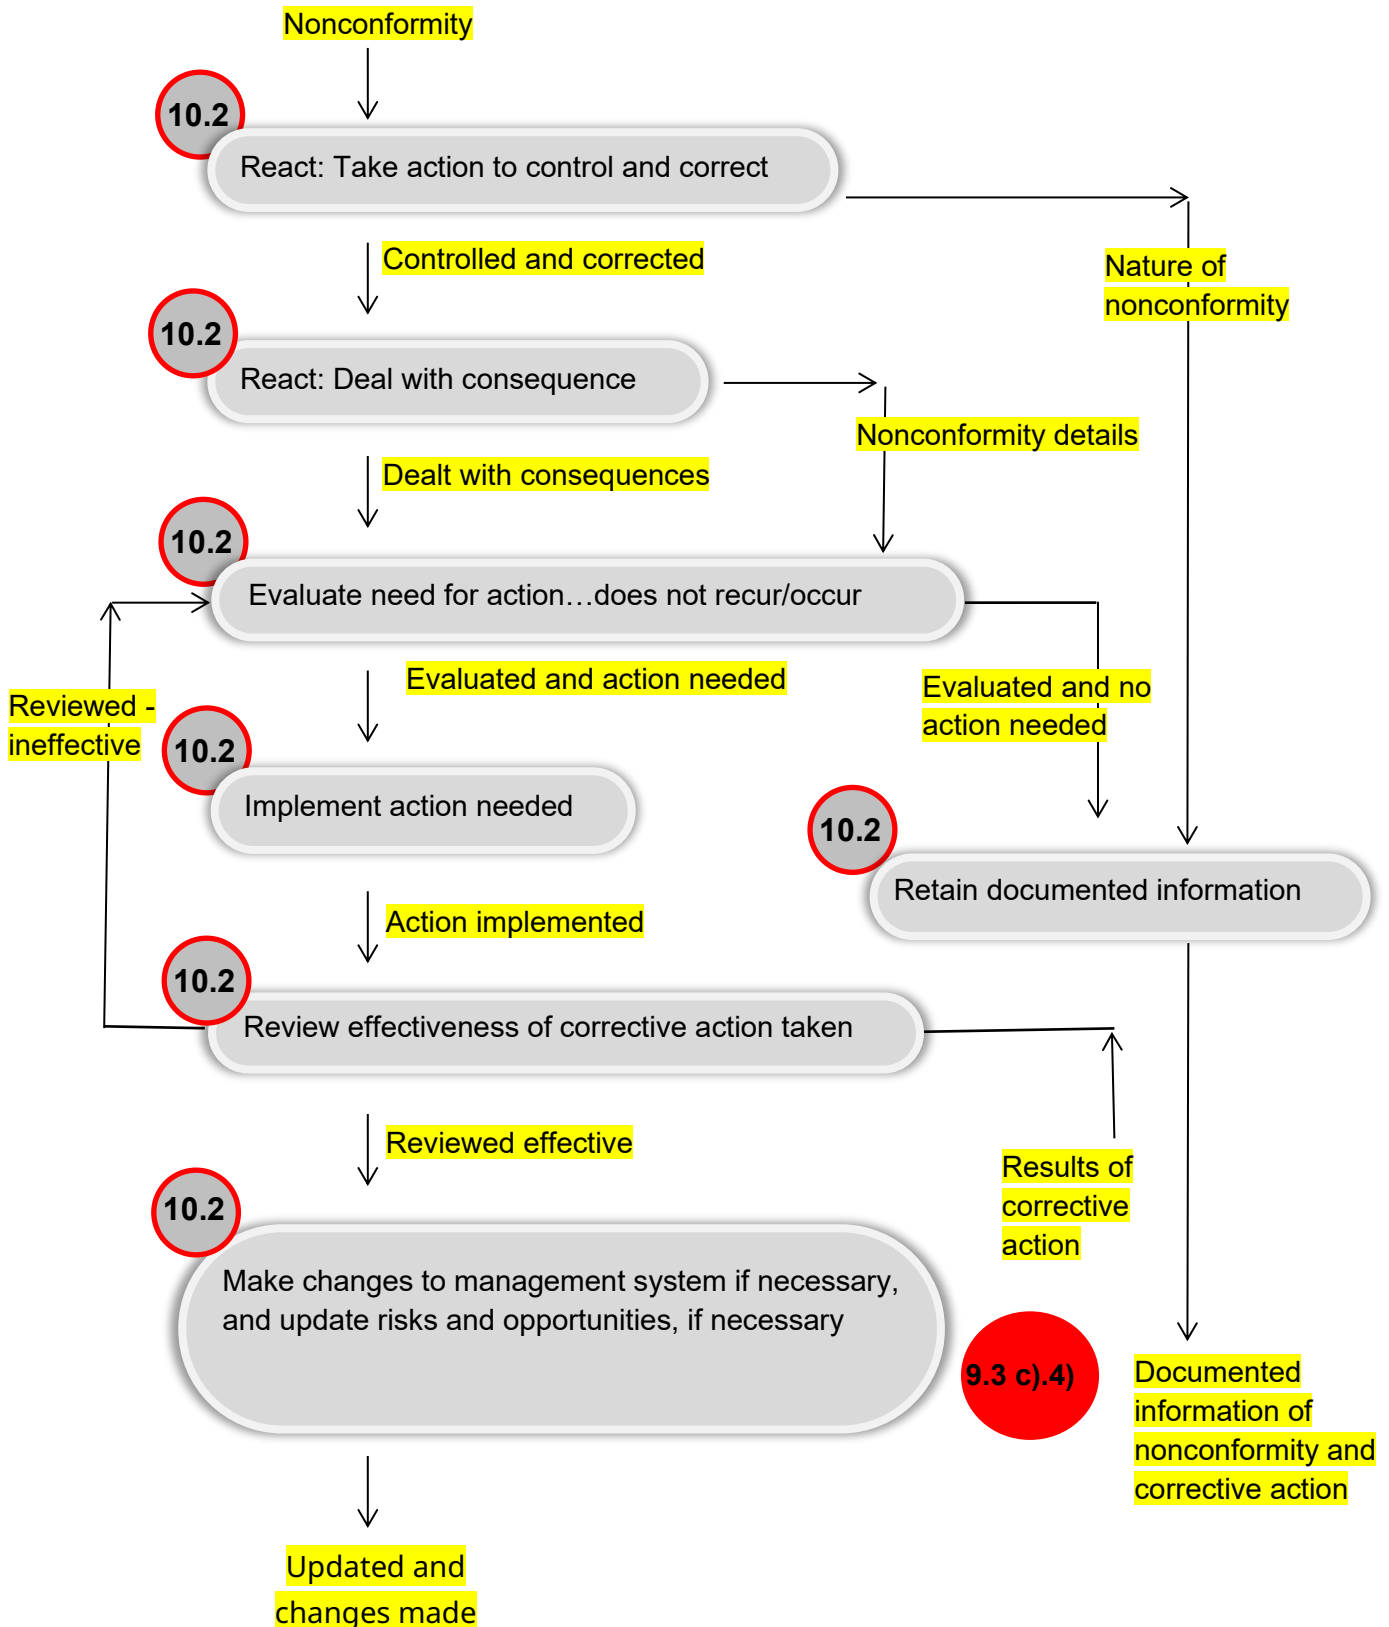 Nonconformity
10.2
React: Take action to control and correct
Controlled and corrected
Nature of
nonconformity
10.2
React: Deal with consequence
Nonconformity details
Dealt with consequences
10.2
Evaluate need for action…does not recur/occur
Evaluated and action needed
Evaluated and no
action needed
Reviewed -
ineffective
10.2
Implement action needed
10.2
Retain documented information
Action implemented
10.2
Review effectiveness of corrective action taken
Reviewed effective
Results of
corrective
action
10.2
Make changes to management system if necessary,
and update risks and opportunities, if necessary
9.3 c).4)
Documented
information of
nonconformity and
corrective action
Updated and
changes made